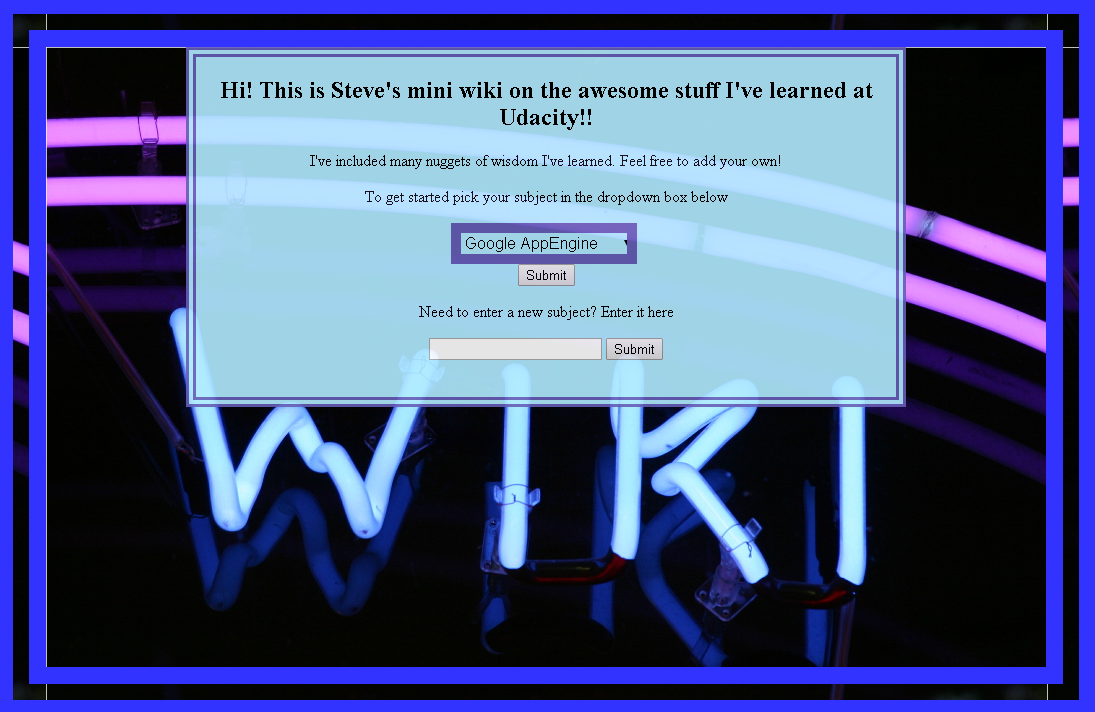 Hi! This is Steve's mini wiki on the awesome stuff I've learned at
Udacity!!
I've included many nuggets of wisdom I've learned. Feel free to add your own!
To get started pick your subject in the dropdown box below
Google AppEngine
Submit
Need to enter a new subject? Enter it here
Submit
WIKI